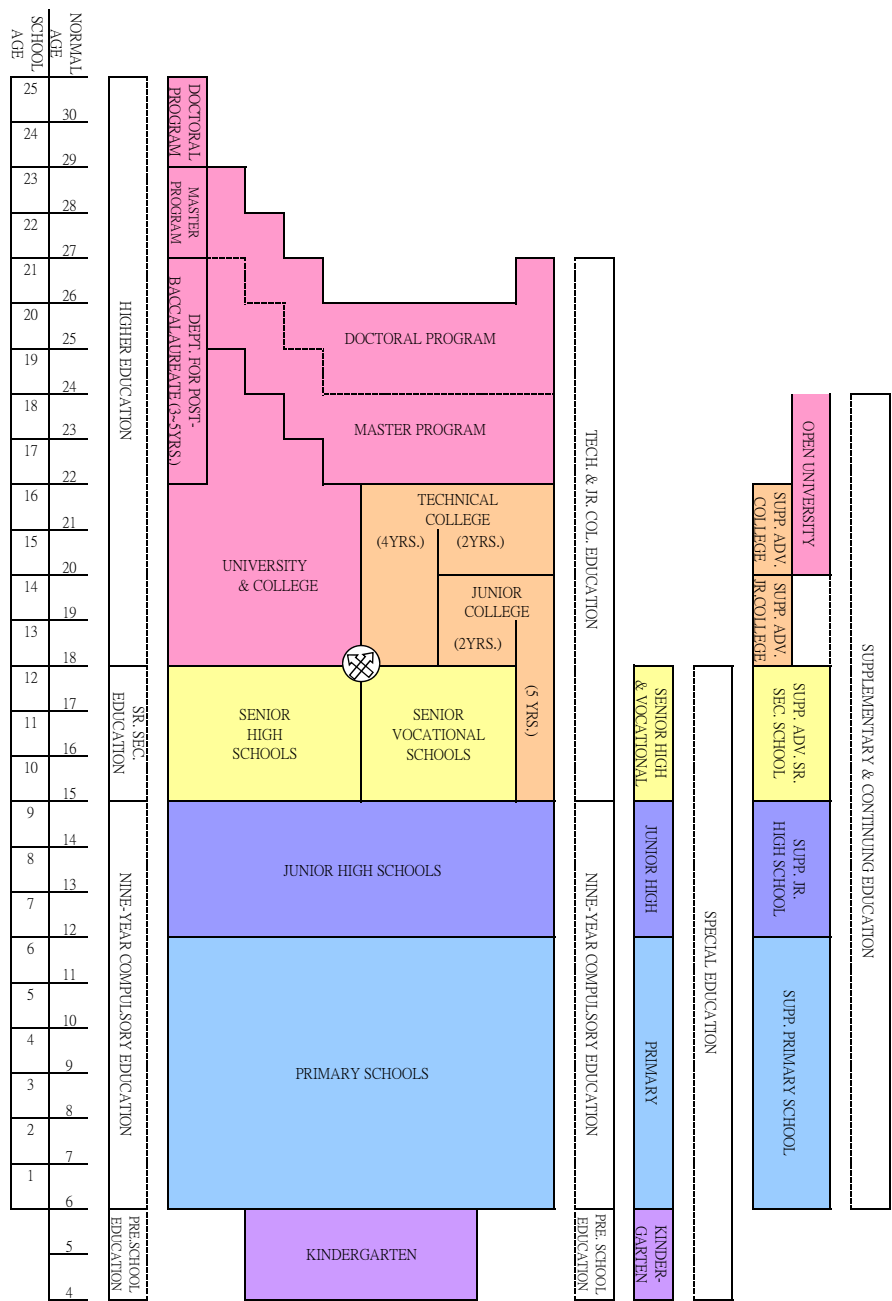 SCHOOL
AGE
NORMAL
AGE
25
24
23
22
21
20
19
18
17
16
15
14
13
12
11
10
9
8
7
6
5
4
3
2
1
30
29
28
27
26
25
24
23
22
21
20
19
18
17
16
15
14
13
12
11
10
9
8
7
6
5
4
HIGHER EDUCATION
SR. SEC.
EDUCATION
NINE-YEAR COMPULSORY EDUCATION
PRE.SCHOOL
EDUCATION
DOCTORAL
PROGRAM
MASTER
PROGRAM
DEPT. FOR POST-
BACCALAUREATE (3~5YRS.)
DOCTORAL PROGRAM
MASTER PROGRAM
UNIVERSITY
& COLLEGE
TECHNICAL
COLLEGE
(4YRS.)
(2YRS.)
JUNIOR
COLLEGE
(2YRS.)
(5 YRS.)
SENIOR
HIGH
SCHOOLS
SENIOR
VOCATIONAL
SCHOOLS
JUNIOR HIGH SCHOOLS
PRIMARY SCHOOLS
KINDERGARTEN
TECH. & JR. COL. EDUCATION
NINE-YEAR COMPULSORY EDUCATION
PRE. SCHOOL
EDUCATION
SENIOR HIGH
& VOCATIONAL
JUNIOR HIGH
PRIMARY
KINDER-
GARTEN
SPECIAL EDUCATION
OPEN UNIVERSITY
SUPP. ADV.
COLLEGE
SUPP. ADV.
JR.COLLEGE
SUPP. ADV. SR.
SEC. SCHOOL
SUPP. JR.
HIGH SCHOOL
SUPP. PRIMARY SCHOOL
SUPPLEMENTARY & CONTINUING EDUCATION